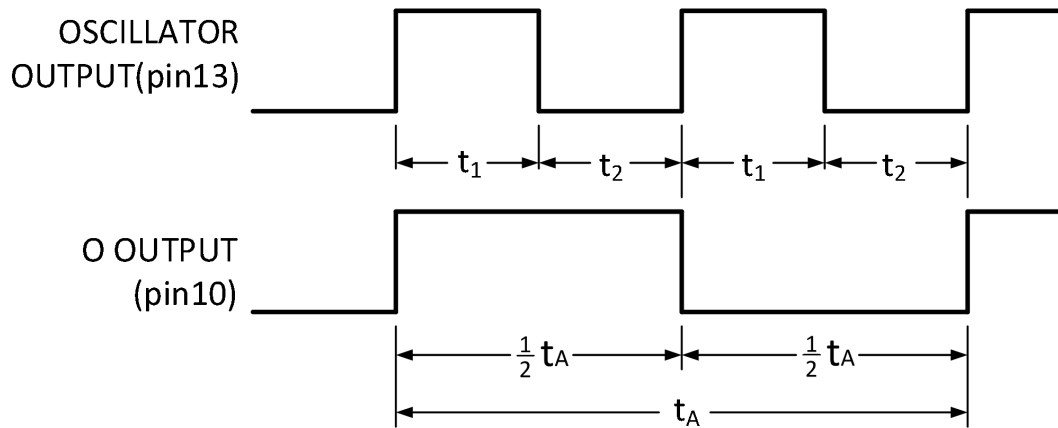 OSCILLATOR
OUTPUT(pin13)
t₁ t₂ t₁ t₂
O OUTPUT
(pin10)
½ tA ½ tA
tA